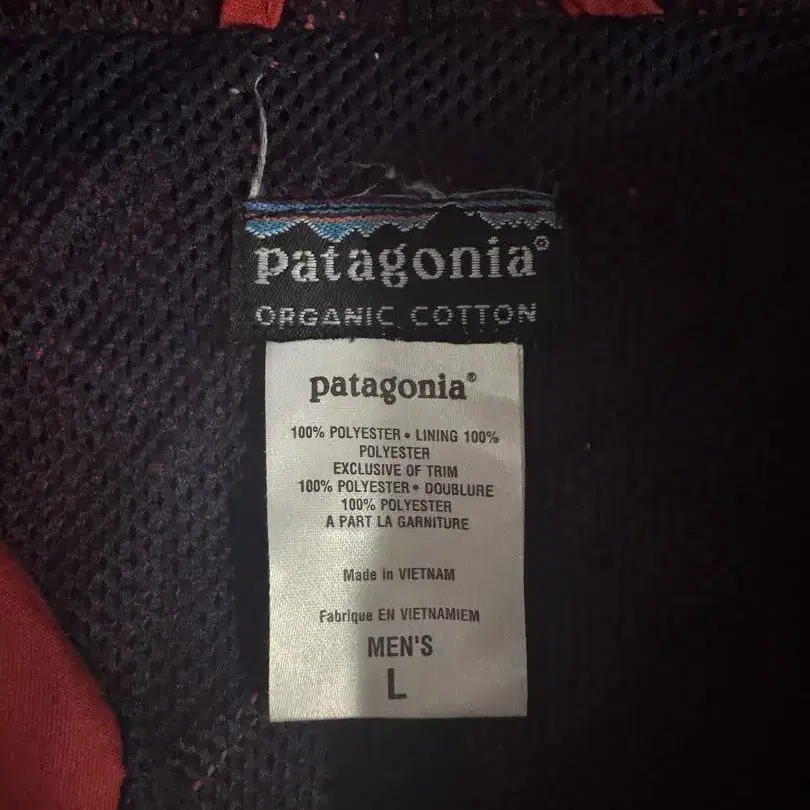 patagonia®
ORGANIC COTTON
patagonia®
100% POLYESTER • LINING 100%
POLYESTER
EXCLUSIVE OF TRIM
100% POLYESTER • DOUBLURE
100% POLYESTER
A PART LA GARNITURE
Made in VIETNAM
Fabrique EN VIETNAMIEM
MEN'S
L